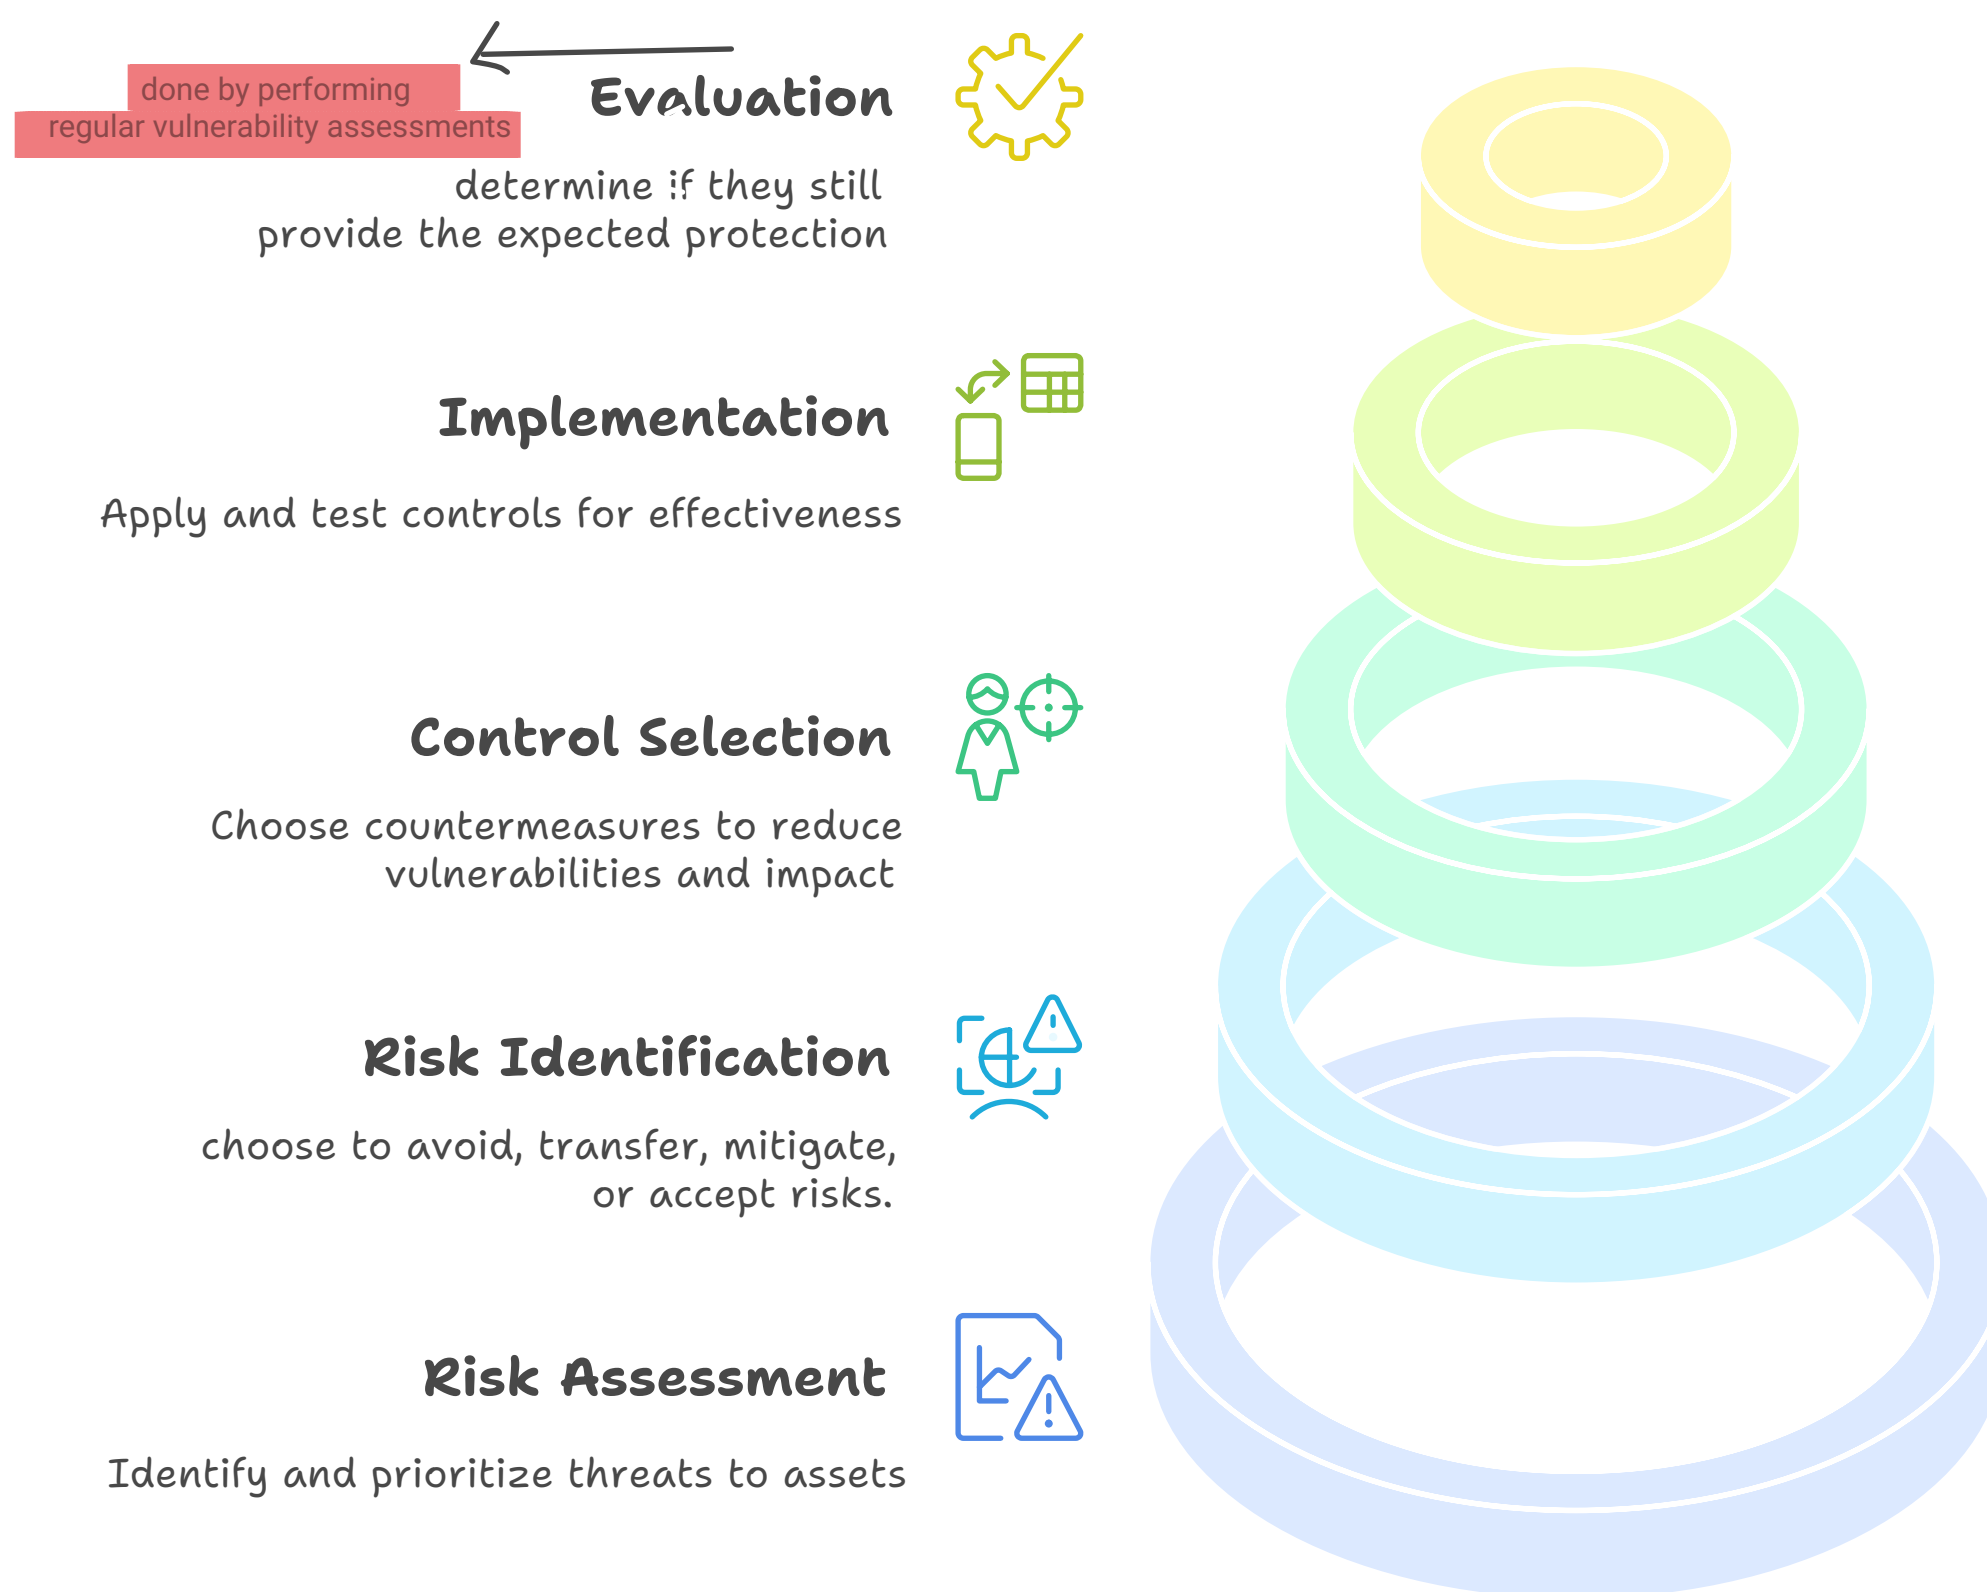 done by performing
regular vulnerability assessments
Evaluation
determine if they still
provide the expected protection
Implementation
Apply and test controls for effectiveness
Control Selection
Choose countermeasures to reduce
vulnerabilities and impact
Risk Identification
choose to avoid, transfer, mitigate,
or accept risks.
Risk Assessment
Identify and prioritize threats to assets